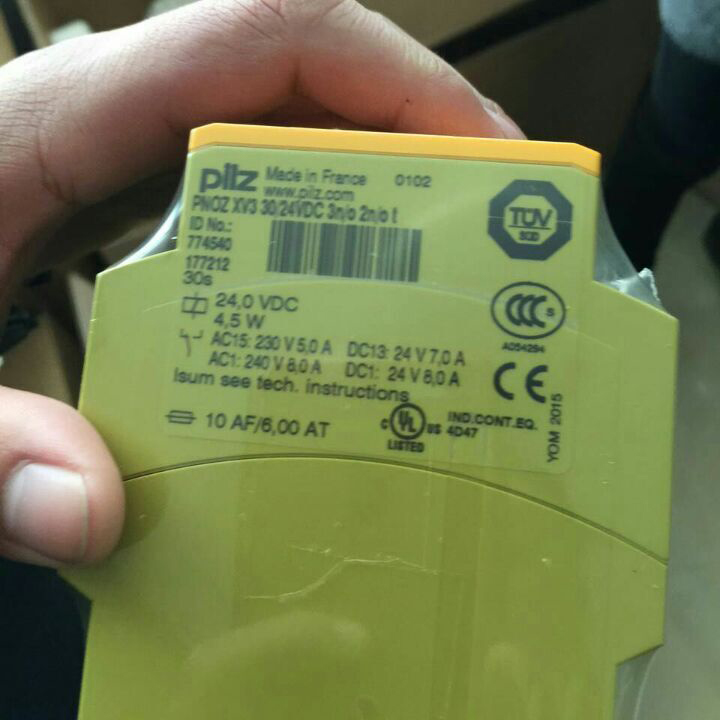 pilz Made in France 0102
www.pilz.com
PNOZ XV3 30/24VDC 3n/o 2n/o t
ID No.:
774540
177212
30s
24,0 VDC
4,5 W
AC15: 230 V 5,0 A DC13: 24 V 7,0 A
AC1: 240 V 8,0 A DC1: 24 V 8,0 A
Isum see tech. instructions
10 AF/6,00 AT
TÜV
SÜD
CCC S
A054294
CE
C UL US
LISTED
IND.CONT.EQ.
4D47
YOM 2015